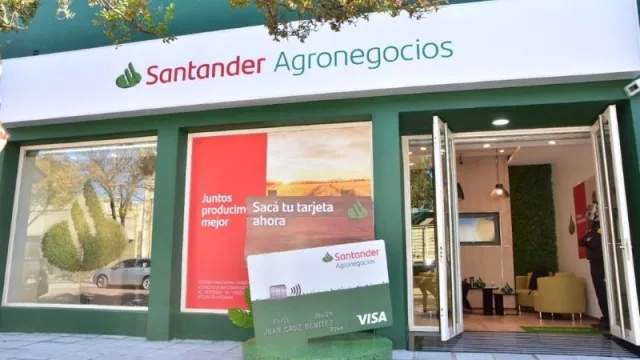 Santander Agronegocios
Juntos
producim
mejor
Sacá tu tarjeta
ahora
Santander
Agronegocios
JUAN CRUZ BENITEZ
VISA